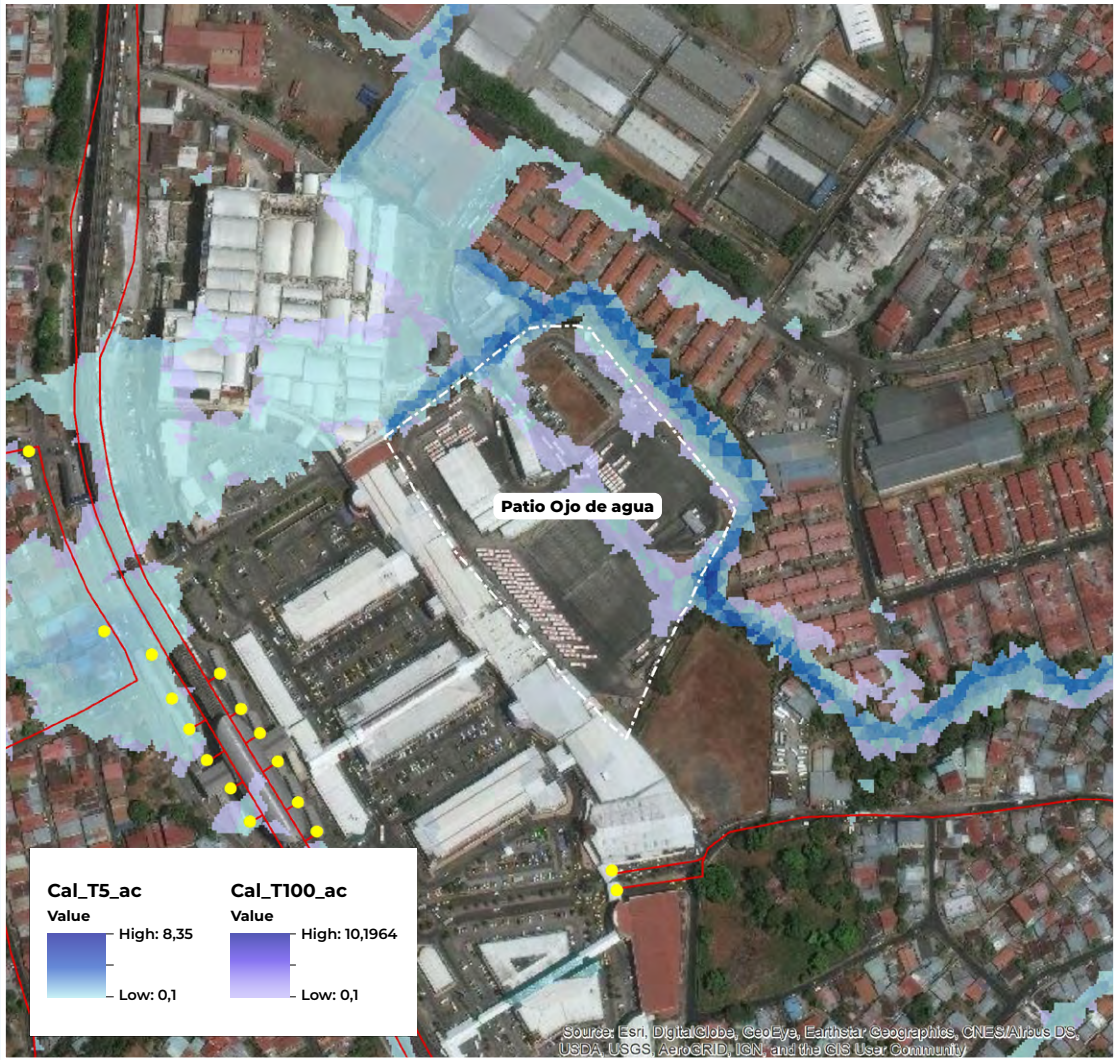 Patio Ojo de agua
Cal_T5_ac
Value
High: 8,35
Low: 0,1
Cal_T100_ac
Value
High: 10,1964
Low: 0,1
Source: Esri, DigitalGlobe, GeoEye, Earthstar Geographics, CNES/Airbus DS,
USDA, USGS, AeroGRID, IGN, and the GIS User Community